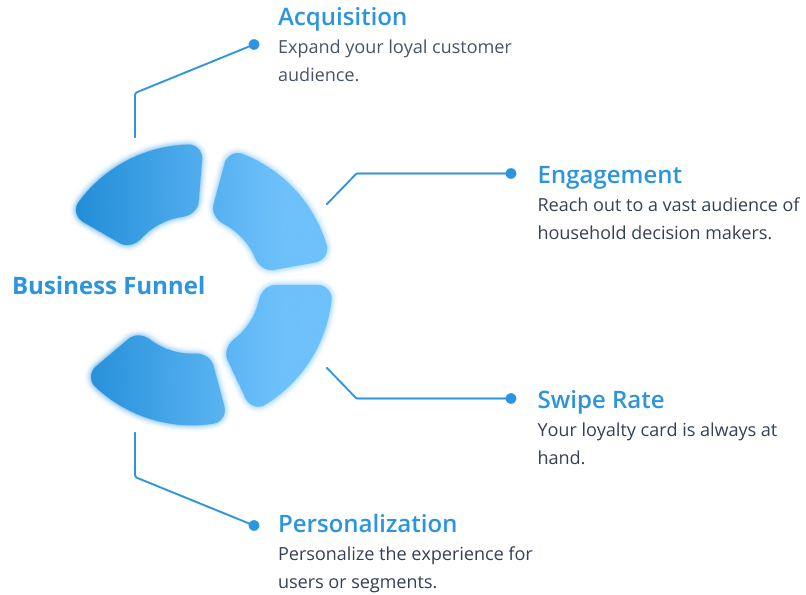 Acquisition
Expand your loyal customer
audience.
Engagement
Reach out to a vast audience of
household decision makers.
Business Funnel
Swipe Rate
Your loyalty card is always at
hand.
Personalization
Personalize the experience for
users or segments.